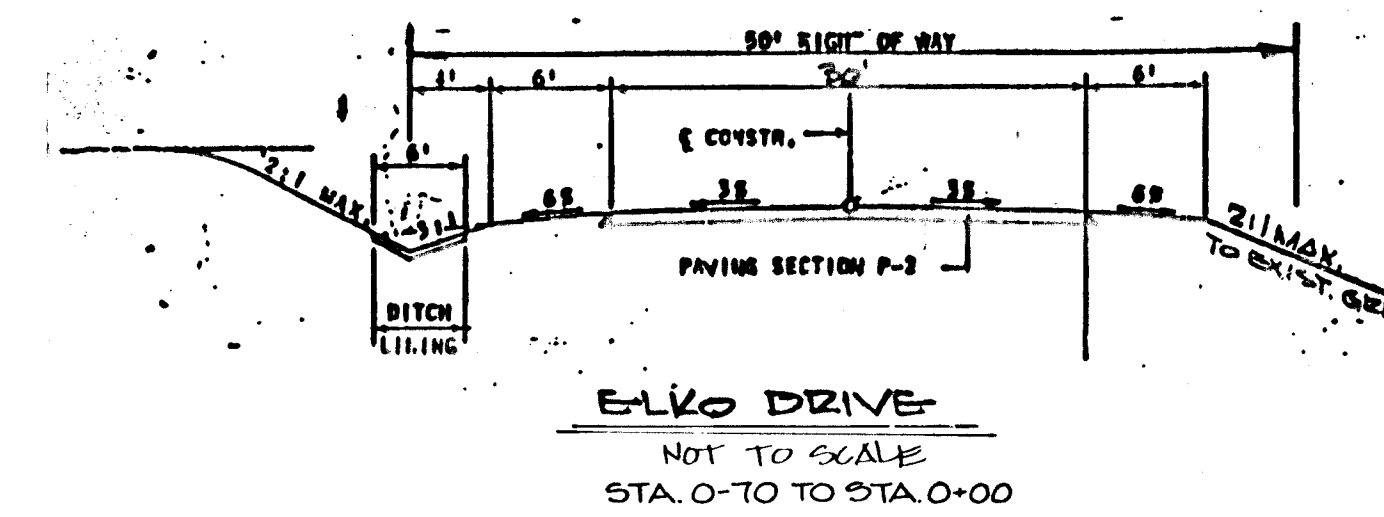 50' RIGHT OF WAY
4' 6' 30' 6'
℄ CONSTR.
6'
2:1 MAX.
3:1
6% 3% 3% 6%
2:1 MAX.
TO EXIST.
PAVING SECTION P-2
DITCH
LINING
ELKO DRIVE
NOT TO SCALE
STA. 0-70 TO STA. 0+00